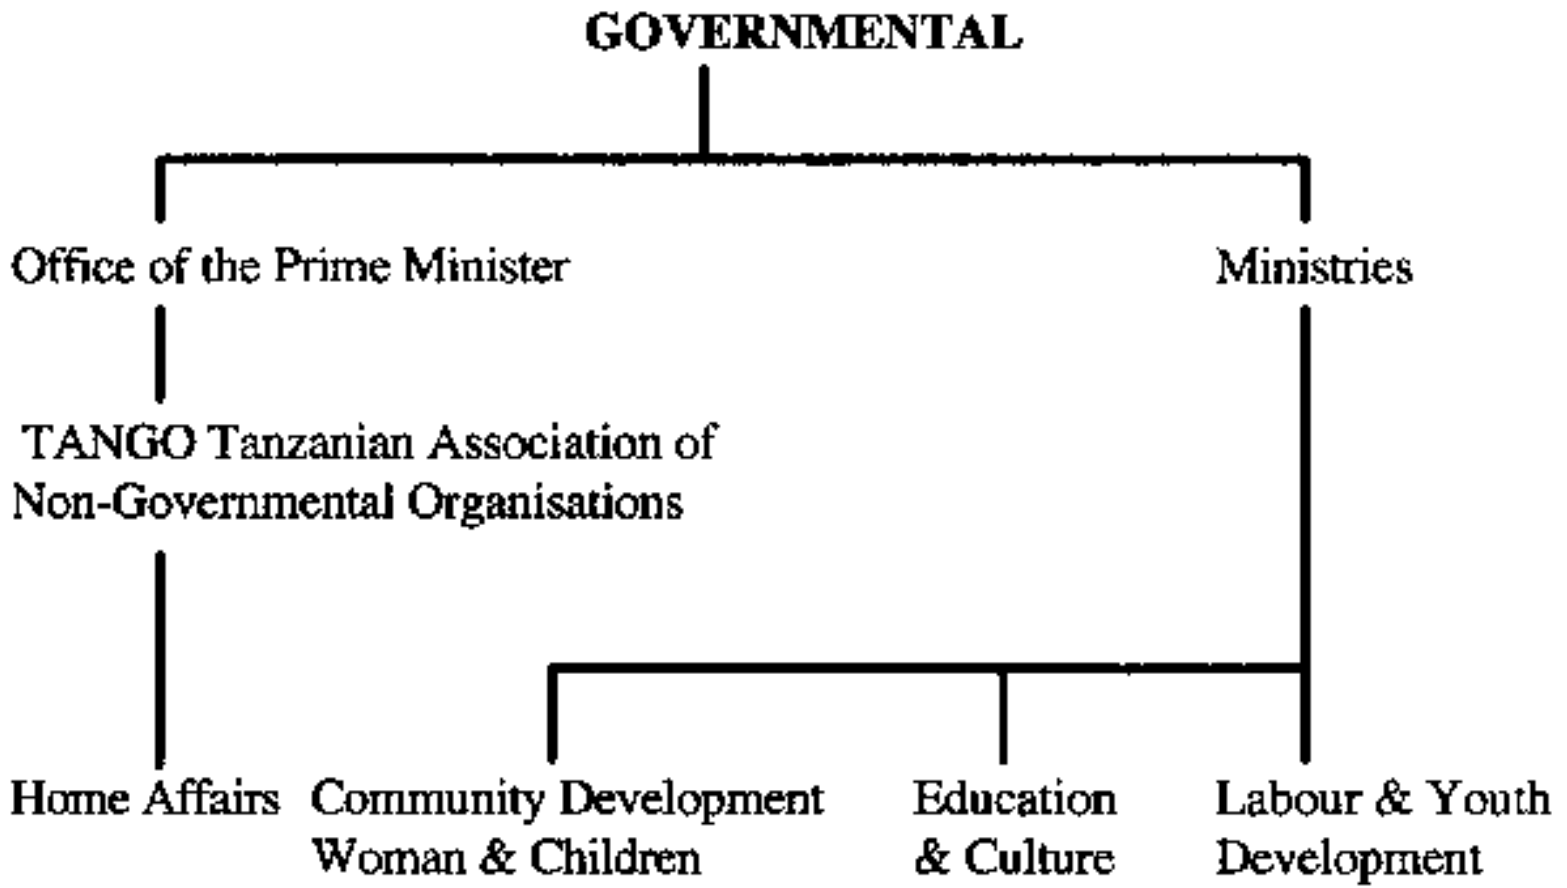 GOVERNMENTAL
Office of the Prime Minister
Ministries
TANGO Tanzanian Association of
Non-Governmental Organisations
Home Affairs
Community Development
Woman & Children
Education
& Culture
Labour & Youth
Development